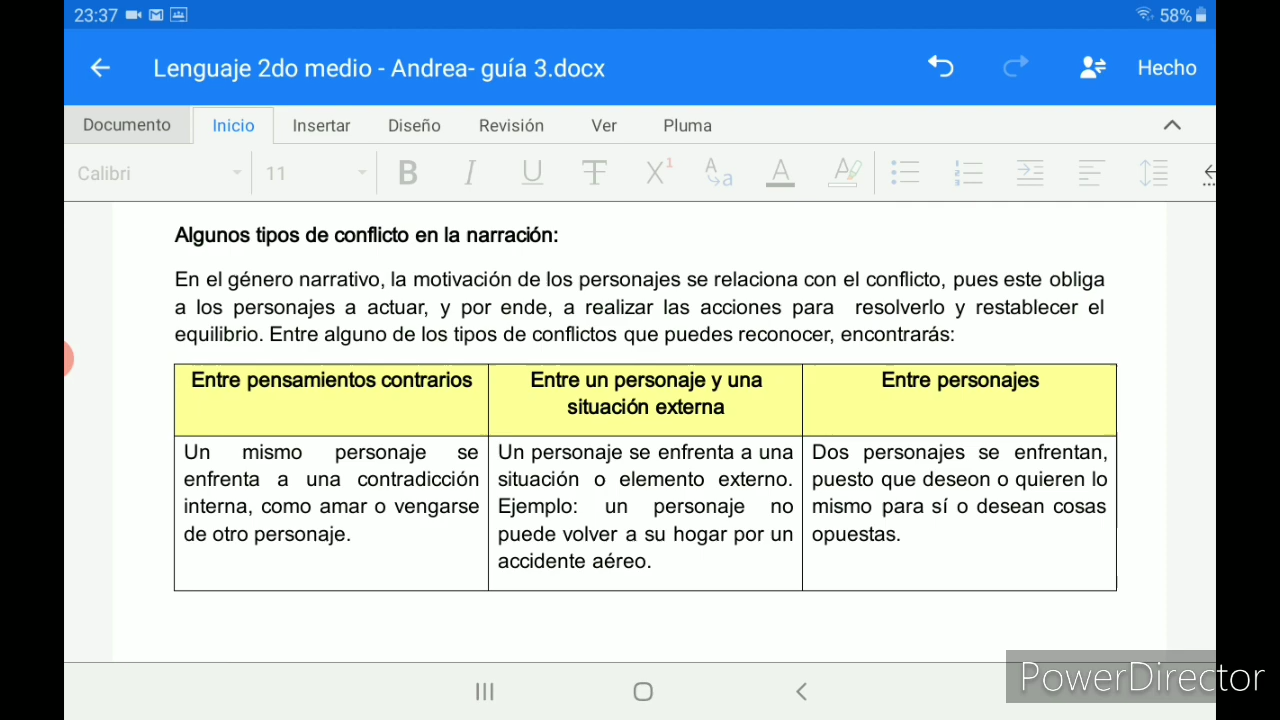 23:37
58%
Lenguaje 2do medio - Andrea- guía 3.docx
Hecho
Documento
Inicio
Insertar
Diseño
Revisión
Ver
Pluma
Calibri
11
Algunos tipos de conflicto en la narración:
En el género narrativo, la motivación de los personajes se relaciona con el conflicto, pues este obliga
a los personajes a actuar, y por ende, a realizar las acciones para resolverlo y restablecer el
equilibrio. Entre alguno de los tipos de conflictos que puedes reconocer, encontrarás:
Entre pensamientos contrarios
Entre un personaje y una
situación externa
Entre personajes
Un mismo personaje se
enfrenta a una contradicción
interna, como amar o vengarse
de otro personaje.
Un personaje se enfrenta a una
situación o elemento externo.
Ejemplo: un personaje no
puede volver a su hogar por un
accidente aéreo.
Dos personajes se enfrentan,
puesto que deseon o quieren lo
mismo para sí o desean cosas
opuestas.
PowerDirector